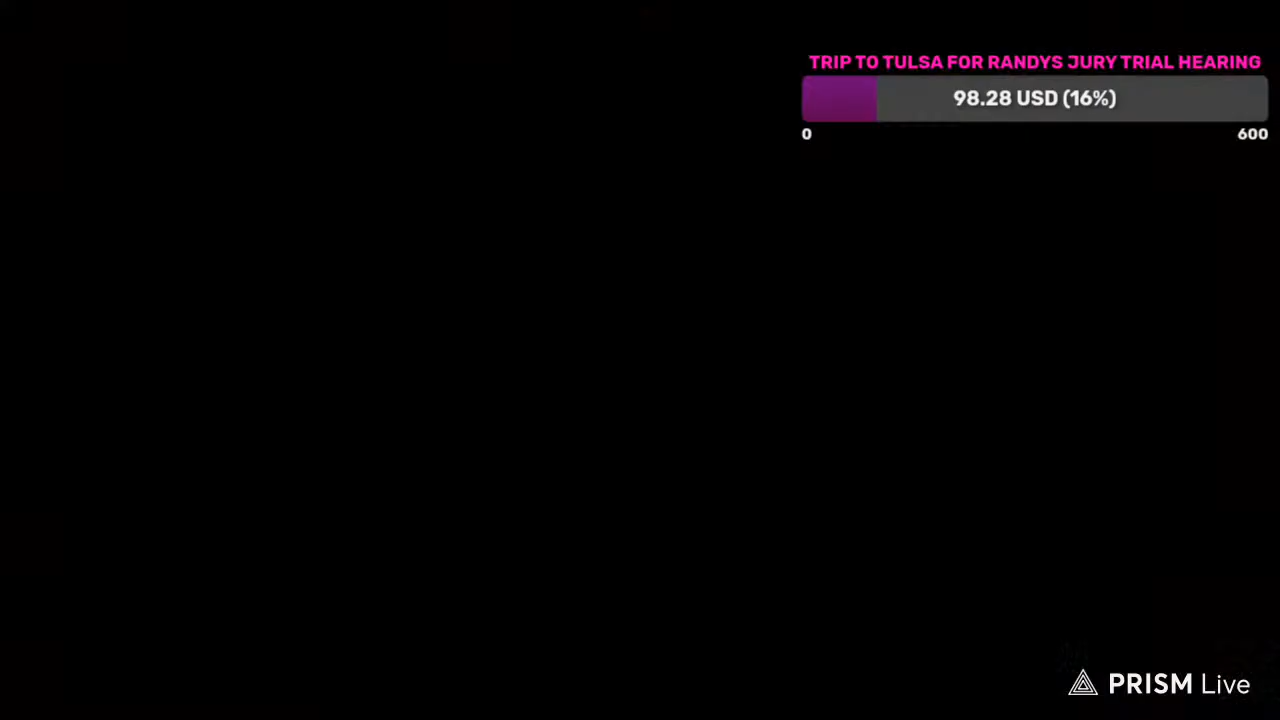 TRIP TO TULSA FOR RANDYS JURY TRIAL HEARING
98.28 USD (16%)
0 600
PRISM Live